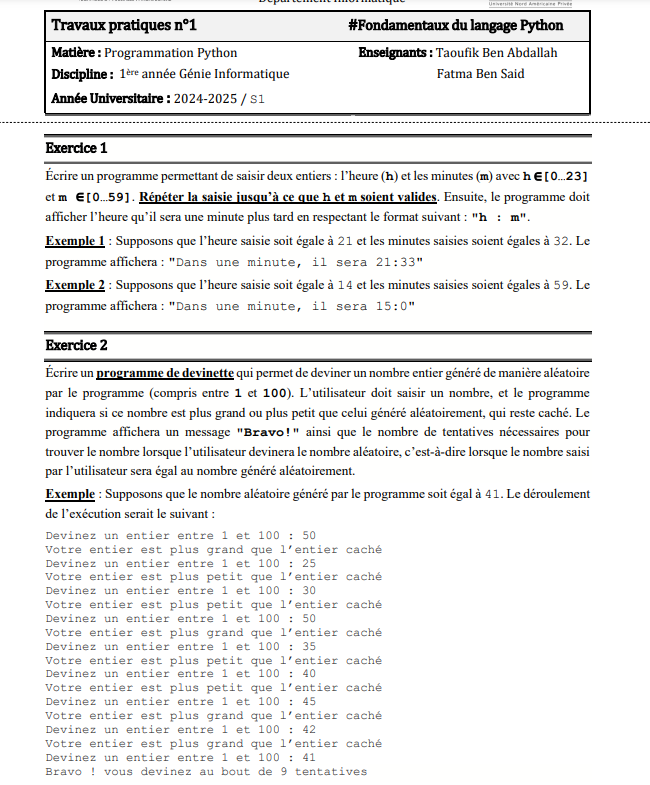 Département Informatique
Université Nord Américaine Privée
Travaux pratiques n°1 #Fondamentaux du langage Python
Matière : Programmation Python Enseignants : Taoufik Ben Abdallah
Discipline : 1ère année Génie Informatique Fatma Ben Said
Année Universitaire : 2024-2025 / S1
Exercice 1
Écrire un programme permettant de saisir deux entiers : l'heure (h) et les minutes (m) avec h∈[0…23]
et m ∈[0…59]. Répéter la saisie jusqu'à ce que h et m soient valides. Ensuite, le programme doit
afficher l'heure qu'il sera une minute plus tard en respectant le format suivant : "h : m".
Exemple 1 : Supposons que l'heure saisie soit égale à 21 et les minutes saisies soient égales à 32. Le
programme affichera : "Dans une minute, il sera 21:33"
Exemple 2 : Supposons que l'heure saisie soit égale à 14 et les minutes saisies soient égales à 59. Le
programme affichera : "Dans une minute, il sera 15:0"
Exercice 2
Écrire un programme de devinette qui permet de deviner un nombre entier généré de manière aléatoire
par le programme (compris entre 1 et 100). L'utilisateur doit saisir un nombre, et le programme
indiquera si ce nombre est plus grand ou plus petit que celui généré aléatoirement, qui reste caché. Le
programme affichera un message "Bravo!" ainsi que le nombre de tentatives nécessaires pour
trouver le nombre lorsque l'utilisateur devinera le nombre aléatoire, c'est-à-dire lorsque le nombre saisi
par l'utilisateur sera égal au nombre généré aléatoirement.
Exemple : Supposons que le nombre aléatoire généré par le programme soit égal à 41. Le déroulement
de l'exécution serait le suivant :
Devinez un entier entre 1 et 100 : 50
Votre entier est plus grand que l'entier caché
Devinez un entier entre 1 et 100 : 25
Votre entier est plus petit que l'entier caché
Devinez un entier entre 1 et 100 : 30
Votre entier est plus petit que l'entier caché
Devinez un entier entre 1 et 100 : 50
Votre entier est plus grand que l'entier caché
Devinez un entier entre 1 et 100 : 35
Votre entier est plus petit que l'entier caché
Devinez un entier entre 1 et 100 : 40
Votre entier est plus petit que l'entier caché
Devinez un entier entre 1 et 100 : 45
Votre entier est plus grand que l'entier caché
Devinez un entier entre 1 et 100 : 42
Votre entier est plus grand que l'entier caché
Devinez un entier entre 1 et 100 : 41
Bravo ! vous devinez au bout de 9 tentatives